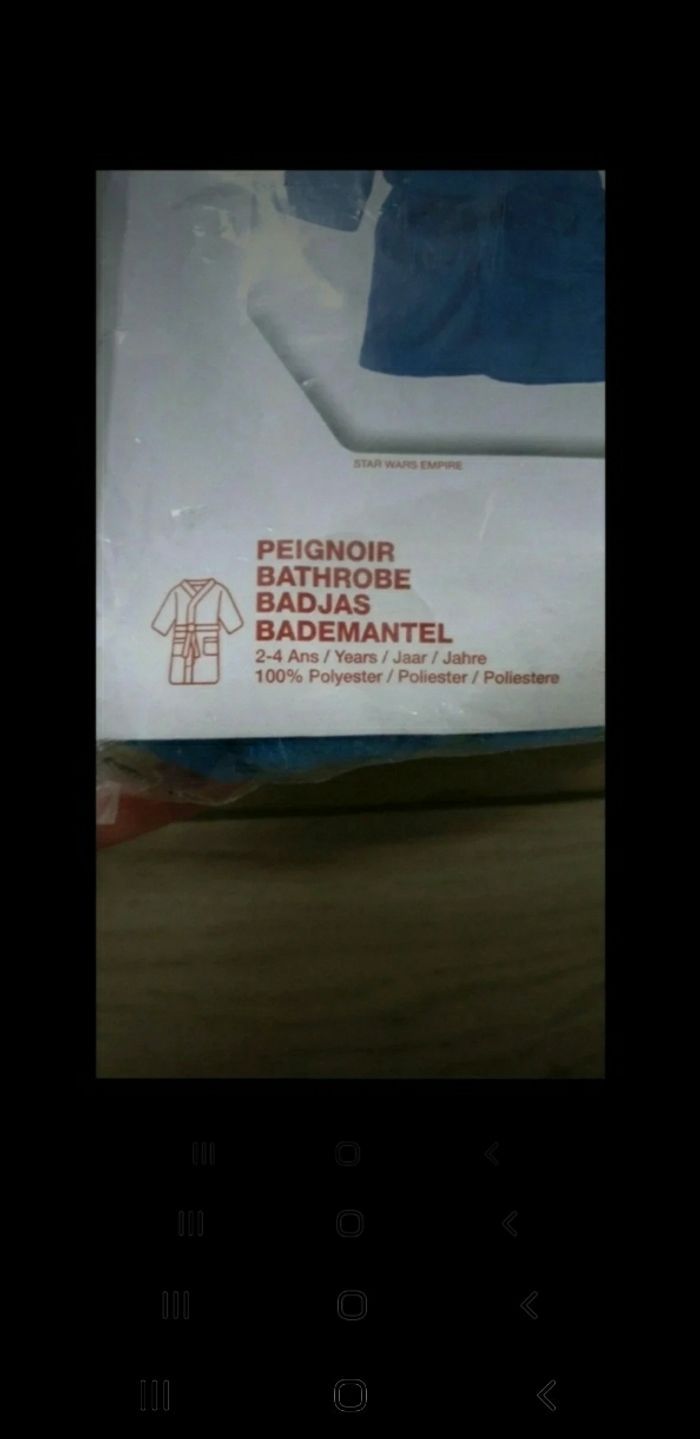 STAR WARS EMPIRE
PEIGNOIR
BATHROBE
BADJAS
BADEMANTEL
2-4 Ans / Years / Jaar / Jahre
100% Polyester / Poliester / Poliestere